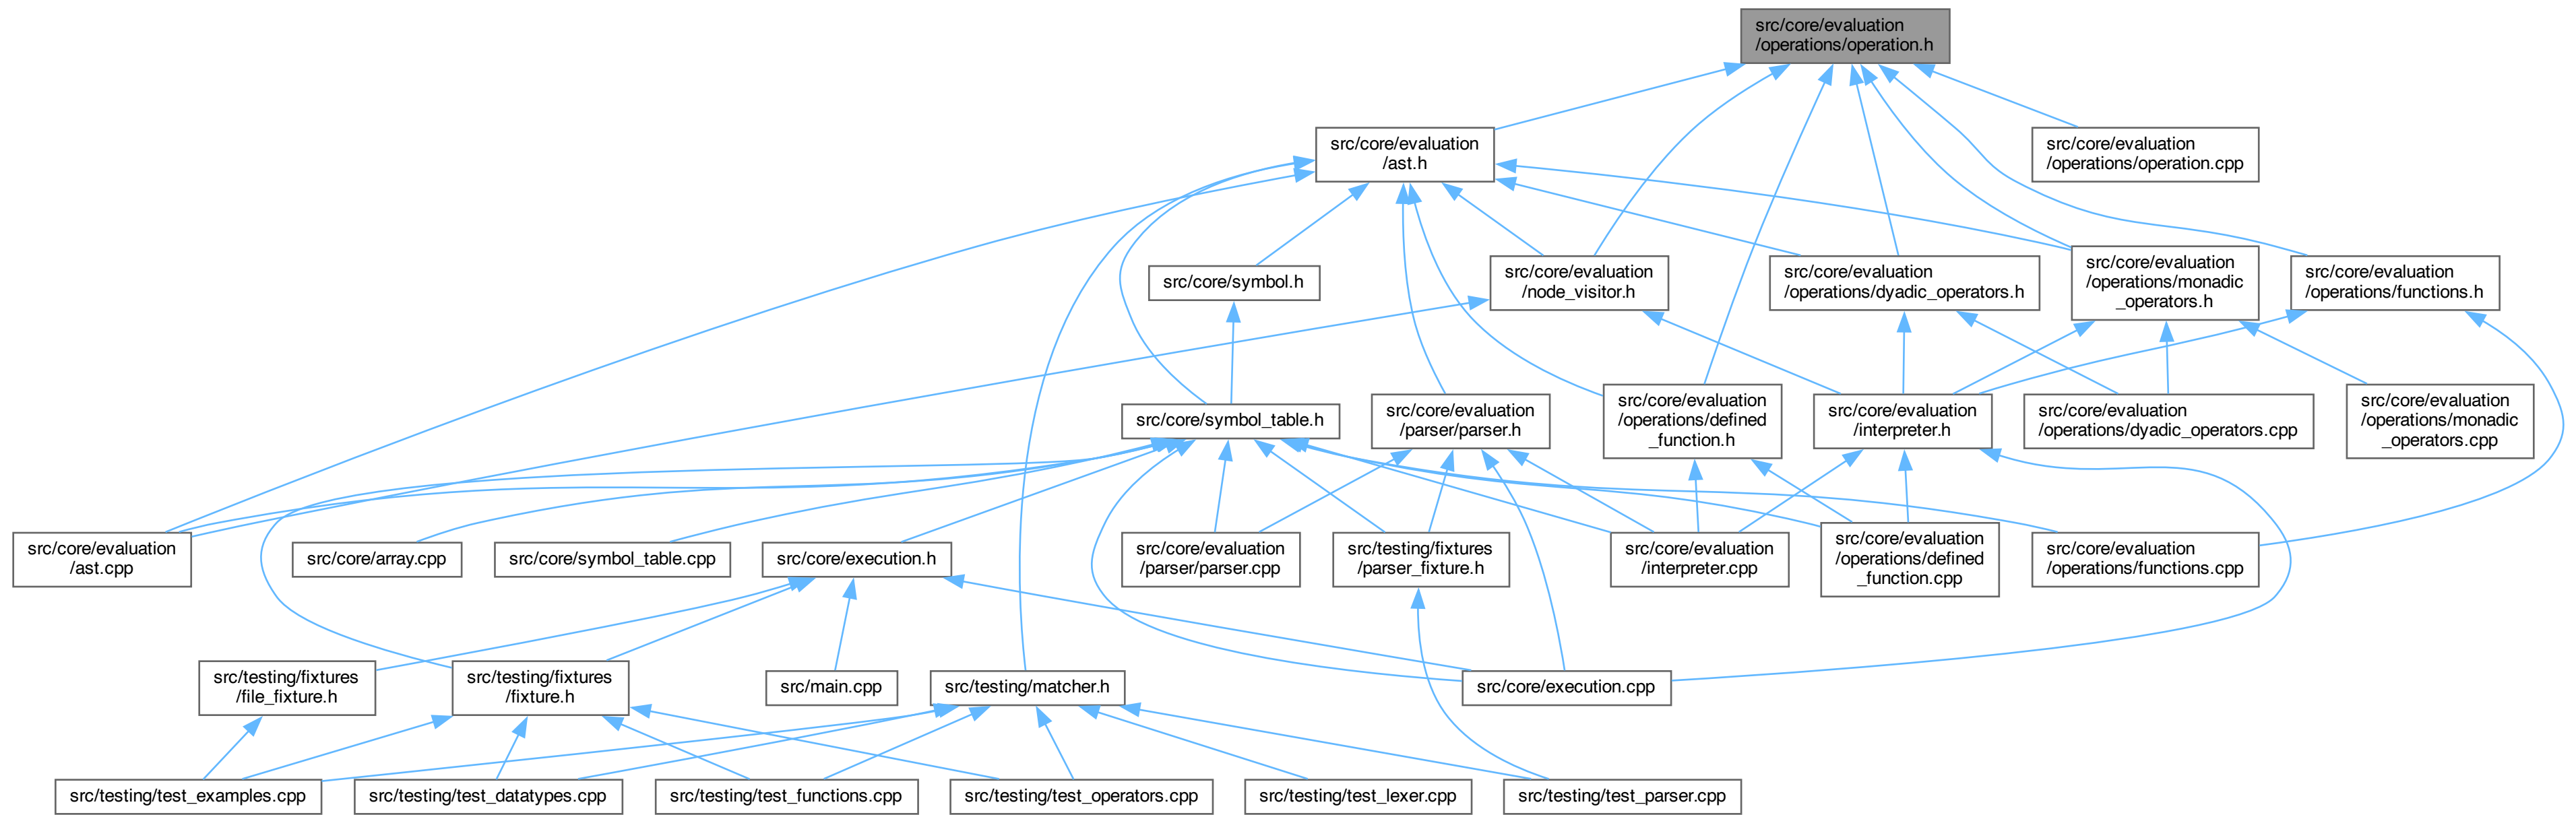 src/core/evaluation
/operations/operation.h
src/core/evaluation
/ast.h
src/core/evaluation
/operations/operation.cpp
src/core/symbol.h
src/core/evaluation
/node_visitor.h
src/core/evaluation
/operations/dyadic_operators.h
src/core/evaluation
/operations/monadic
_operators.h
src/core/evaluation
/operations/functions.h
src/core/symbol_table.h
src/core/evaluation
/parser/parser.h
src/core/evaluation
/operations/defined
_function.h
src/core/evaluation
/interpreter.h
src/core/evaluation
/operations/dyadic_operators.cpp
src/core/evaluation
/operations/monadic
_operators.cpp
src/core/evaluation
/ast.cpp
src/core/array.cpp
src/core/symbol_table.cpp
src/core/execution.h
src/core/evaluation
/parser/parser.cpp
src/testing/fixtures
/parser_fixture.h
src/core/evaluation
/interpreter.cpp
src/core/evaluation
/operations/defined
_function.cpp
src/core/evaluation
/operations/functions.cpp
src/testing/fixtures
/file_fixture.h
src/testing/fixtures
/fixture.h
src/main.cpp
src/testing/matcher.h
src/core/execution.cpp
src/testing/test_examples.cpp
src/testing/test_datatypes.cpp
src/testing/test_functions.cpp
src/testing/test_operators.cpp
src/testing/test_lexer.cpp
src/testing/test_parser.cpp